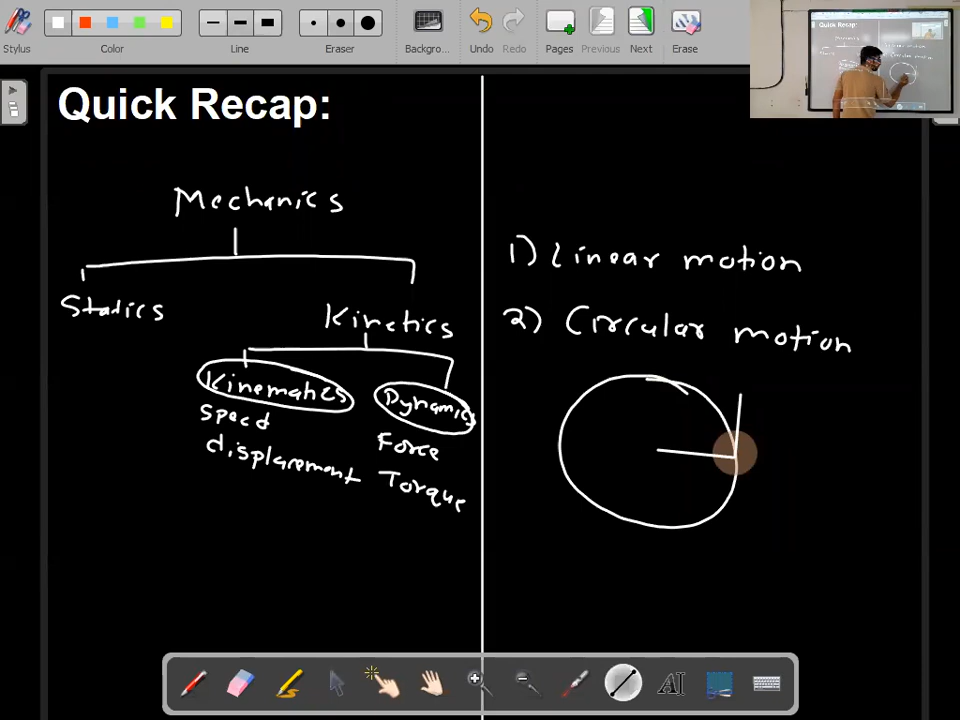 Stylus
Color
Line
Eraser
Backgro...
Undo
Redo
Pages
Previous
Next
Erase
Quick Recap:
Mechanics
Statics
Kinetics
Kinematics
Dynamics
Speed
displacement
Force
Torque
1) Linear motion
2) Circular motion
AI